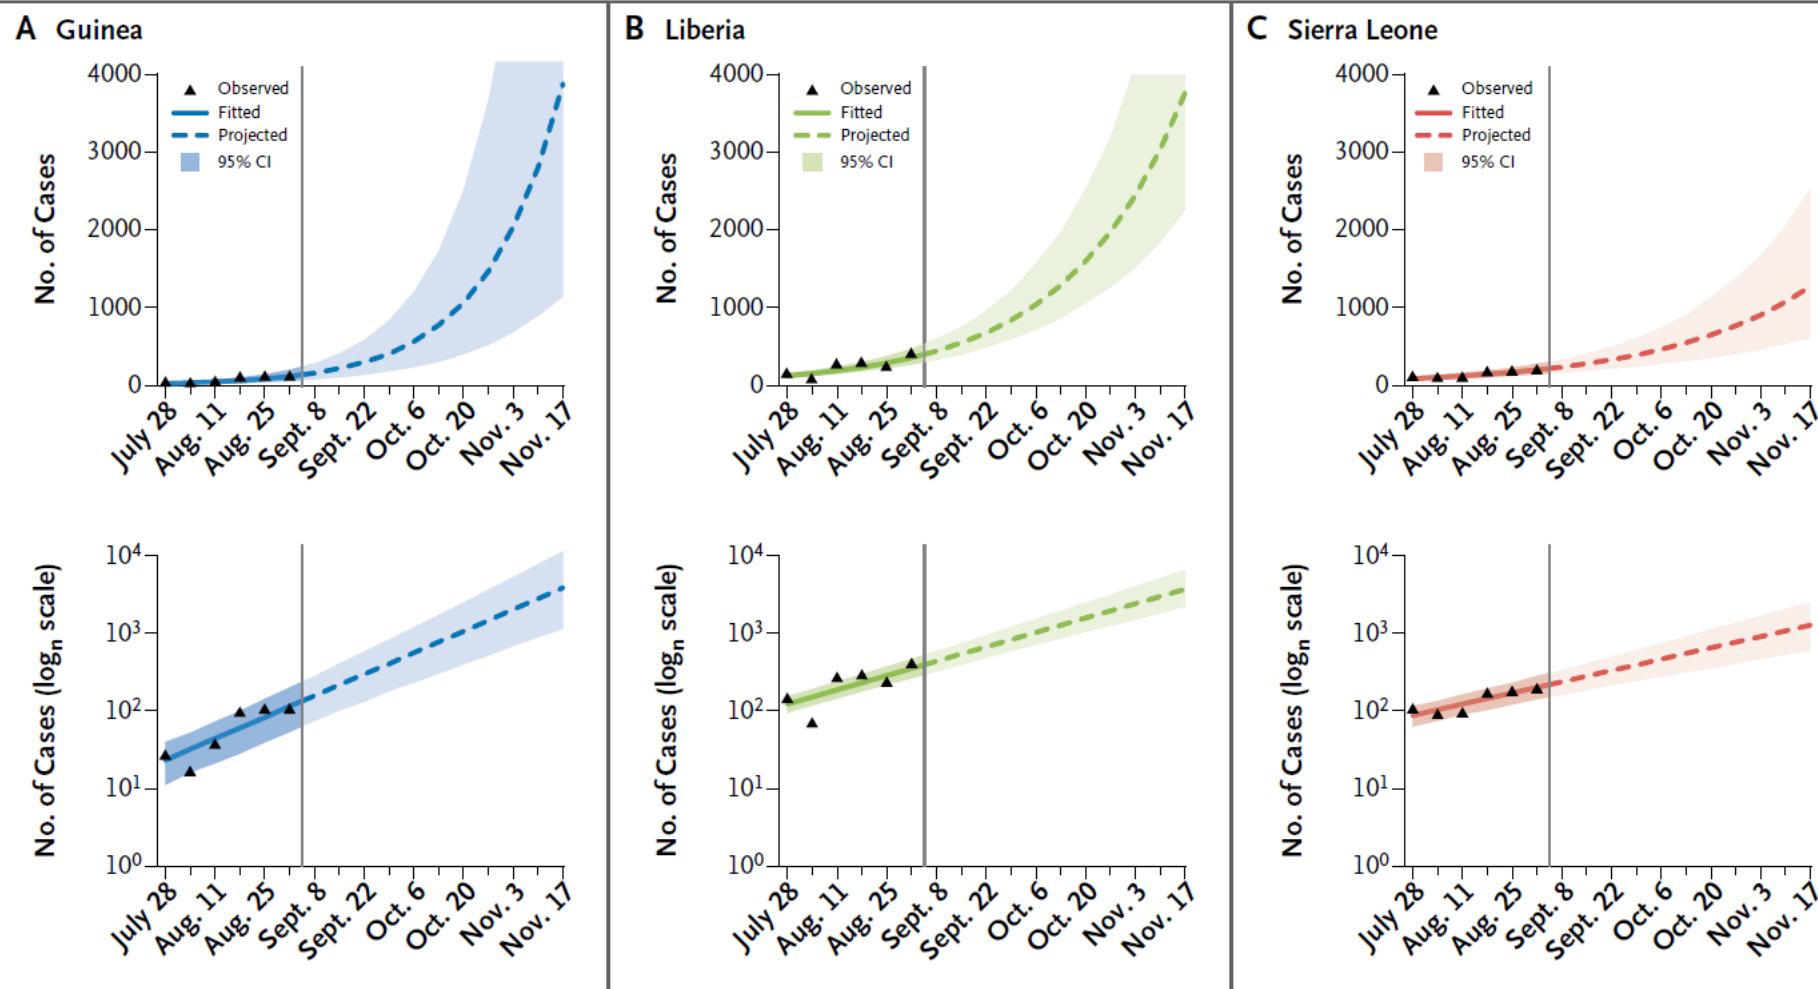 A Guinea
4000
3000
2000
1000
0
No. of Cases
Observed
Fitted
Projected
95% CI
July 28
Aug. 11
Aug. 25
Sept. 8
Sept. 22
Oct. 6
Oct. 20
Nov. 3
Nov. 17
10⁴
10³
10²
10¹
10⁰
No. of Cases (logₙ scale)
July 28
Aug. 11
Aug. 25
Sept. 8
Sept. 22
Oct. 6
Oct. 20
Nov. 3
Nov. 17
B Liberia
4000
3000
2000
1000
0
No. of Cases
Observed
Fitted
Projected
95% CI
July 28
Aug. 11
Aug. 25
Sept. 8
Sept. 22
Oct. 6
Oct. 20
Nov. 3
Nov. 17
10⁴
10³
10²
10¹
10⁰
No. of Cases (logₙ scale)
July 28
Aug. 11
Aug. 25
Sept. 8
Sept. 22
Oct. 6
Oct. 20
Nov. 3
Nov. 17
C Sierra Leone
4000
3000
2000
1000
0
No. of Cases
Observed
Fitted
Projected
95% CI
July 28
Aug. 11
Aug. 25
Sept. 8
Sept. 22
Oct. 6
Oct. 20
Nov. 3
Nov. 17
10⁴
10³
10²
10¹
10⁰
No. of Cases (logₙ scale)
July 28
Aug. 11
Aug. 25
Sept. 8
Sept. 22
Oct. 6
Oct. 20
Nov. 3
Nov. 17